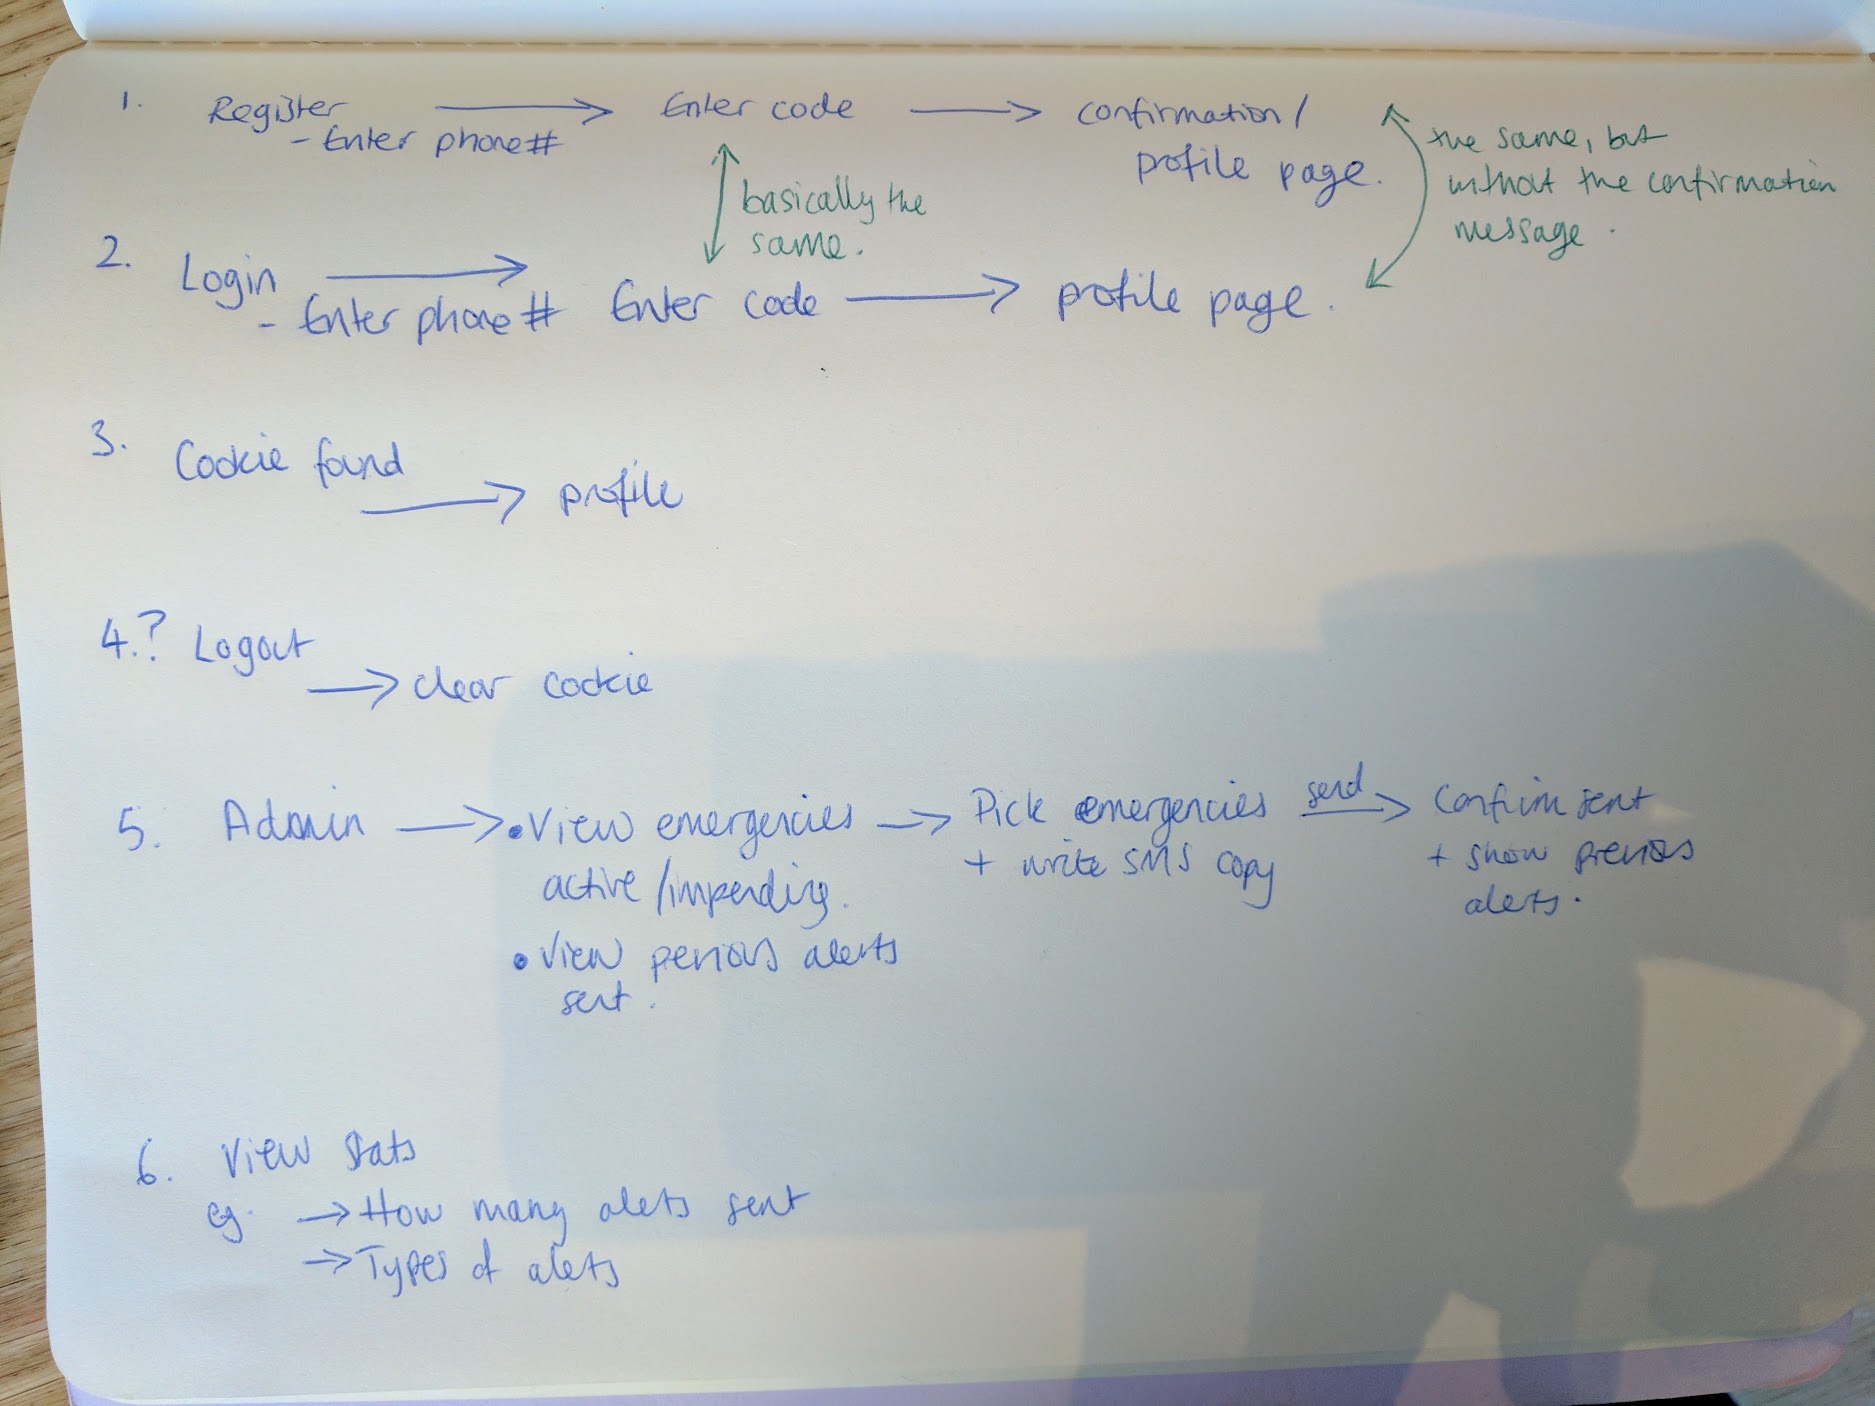 1. Register → Enter code → confirmation /
- Enter phone# profile page.
the same, but
without the confirmation
message.
basically the
same.
2. Login → Enter code → profile page.
- Enter phone #
3. Cookie found
→ profile
4.? Logout
→ clear cookie
5. Admin → • View emergencies → Pick emergencies send → Confirm sent
active / impending. + write SMS copy + show previous
alerts.
• View previous alerts
sent.
6. View Stats
eg. → How many alerts sent
→ Types of alerts